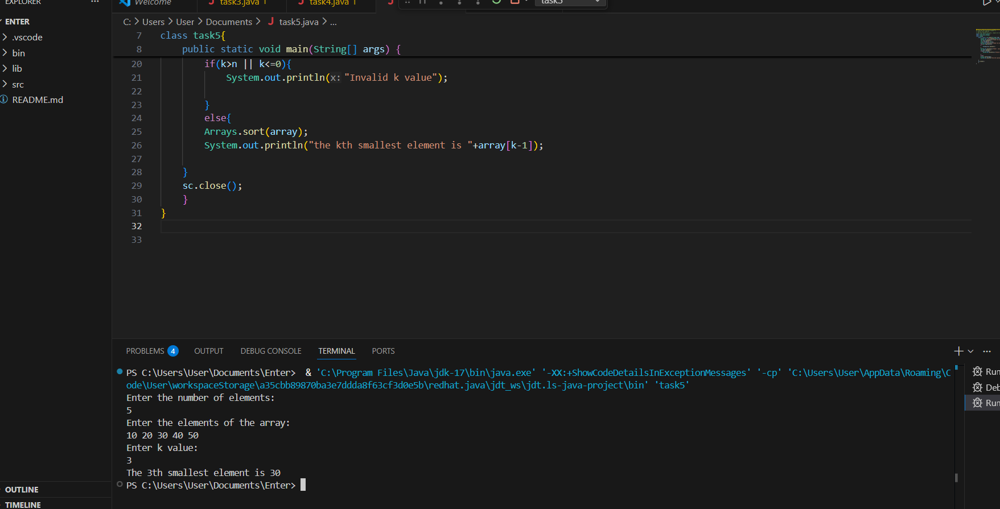 EXPLORER ···
Welcome task3.java 1 task4.java 1 task5
ENTER
C: > Users > User > Documents > J task5.java > ...
.vscode
bin
lib
src
README.md
7 class task5{
8 public static void main(String[] args) {
20 if(k>n || k<=0){
21 System.out.println(x: "Invalid k value");
22
23 }
24 else{
25 Arrays.sort(array);
26 System.out.println("the kth smallest element is "+array[k-1]);
27
28 }
29 sc.close();
30 }
31 }
32
33
PROBLEMS 4 OUTPUT DEBUG CONSOLE TERMINAL PORTS
PS C:\Users\User\Documents\Enter> & 'C:\Program Files\Java\jdk-17\bin\java.exe' '-XX:+ShowCodeDetailsInExceptionMessages' '-cp' 'C:\Users\User\AppData\Roaming\C
ode\User\workspaceStorage\a35cbb89870ba3e7ddda8f63cf3d0e5b\redhat.java\jdt_ws\jdt.ls-java-project\bin' 'task5'
Enter the number of elements:
5
Enter the elements of the array:
10 20 30 40 50
Enter k value:
3
The 3th smallest element is 30
PS C:\Users\User\Documents\Enter>
Run
Deb
Run
OUTLINE
TIMELINE